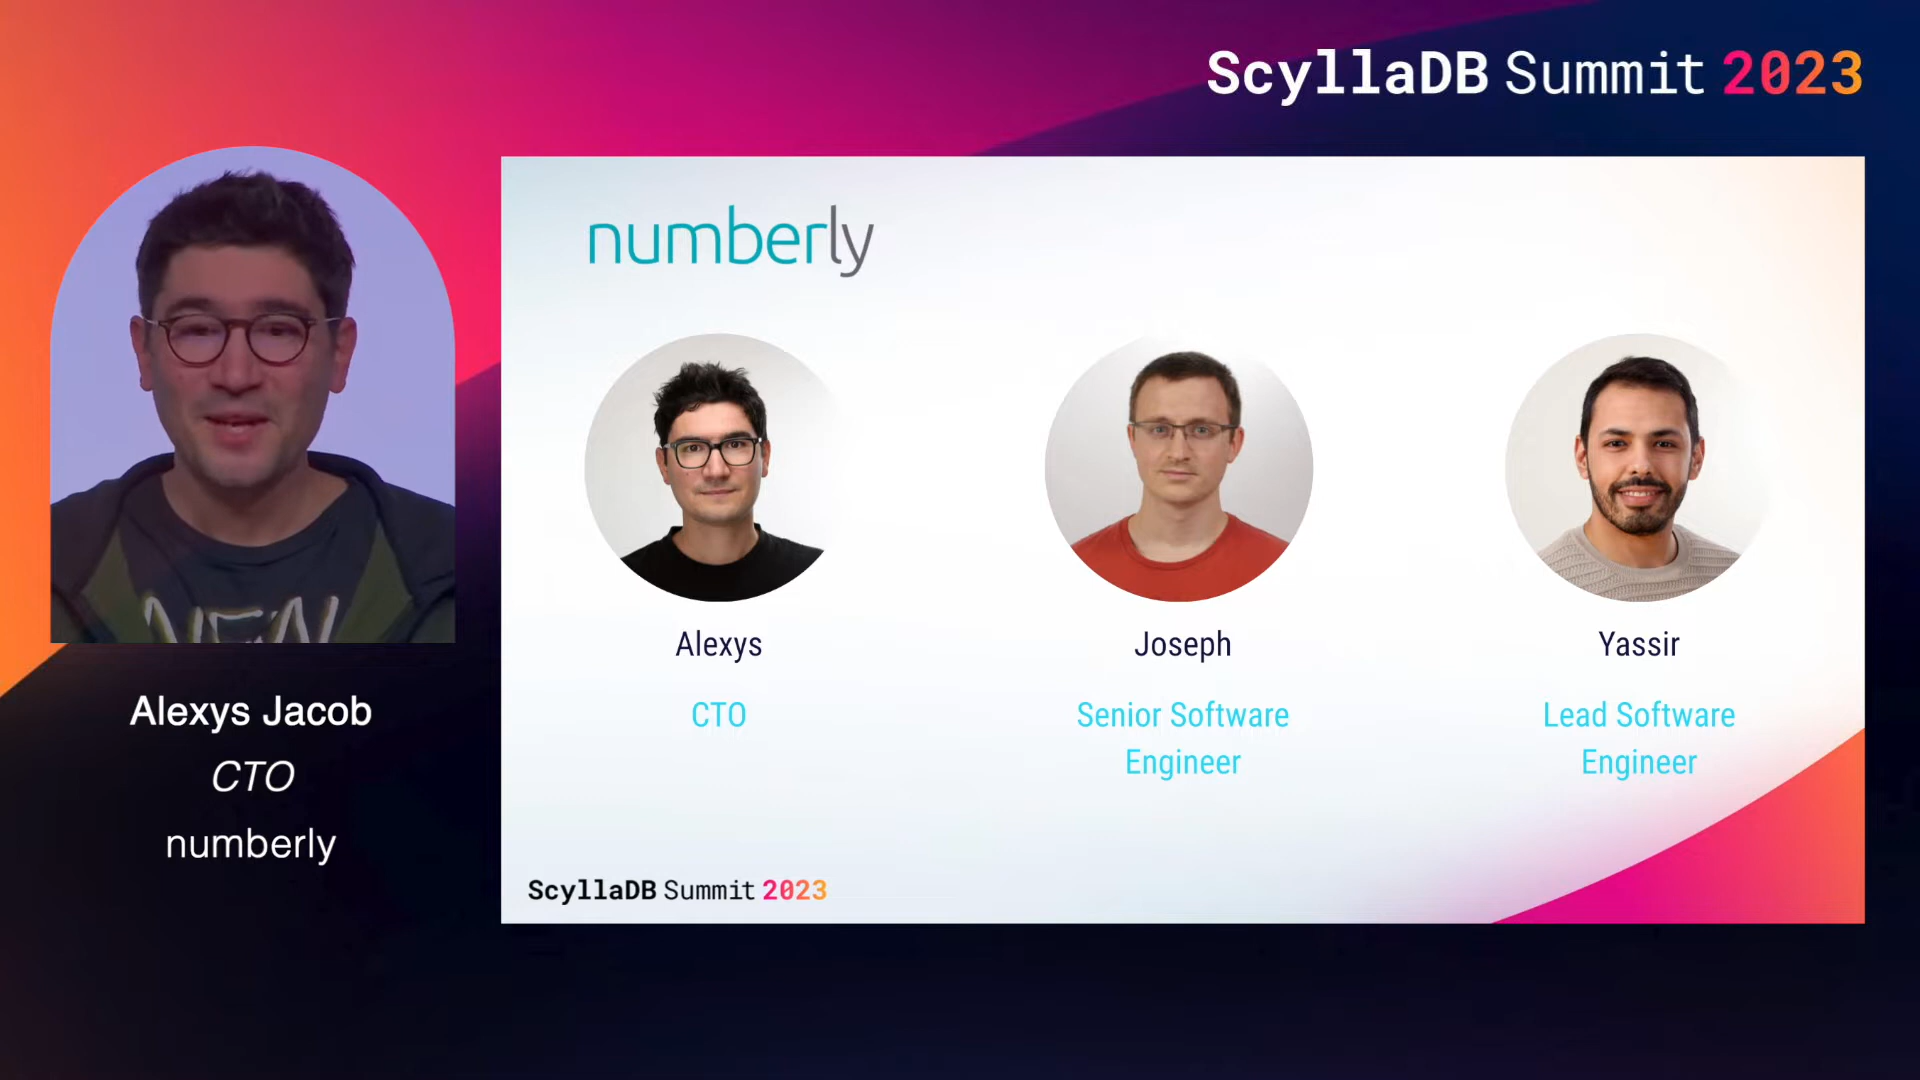 ScyllaDB Summit 2023
numberly
Alexys
Joseph
Yassir
CTO
Senior Software
Engineer
Lead Software
Engineer
ScyllaDB Summit 2023
NEW
Alexys Jacob
CTO
numberly